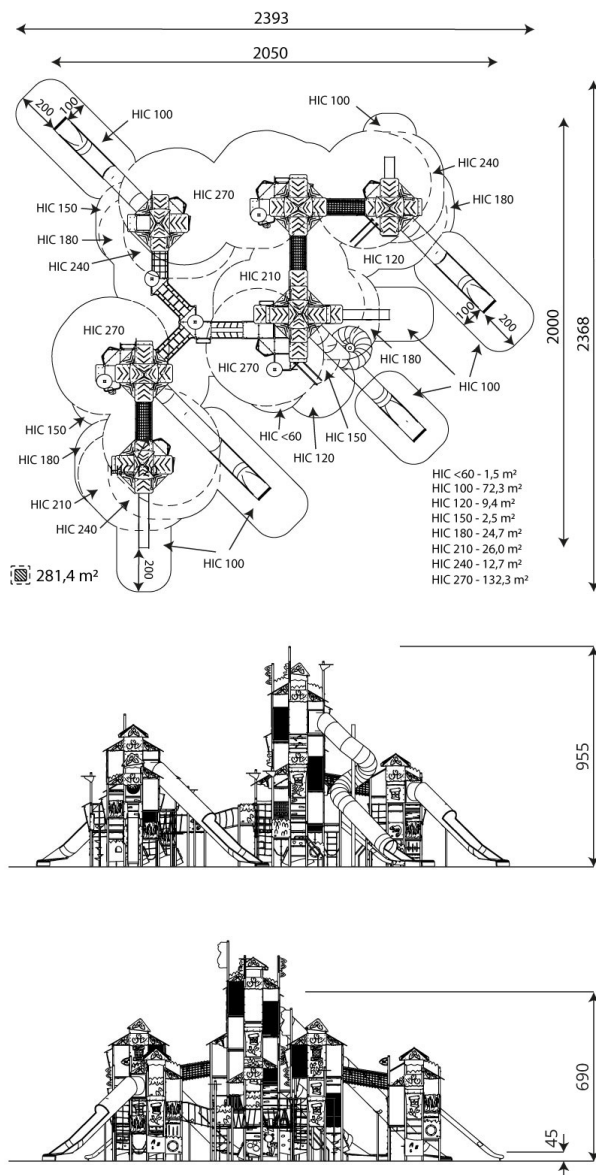 2393
2050
200
100
HIC 100
HIC 100
HIC 240
HIC 270
HIC 180
HIC 150
HIC 180
HIC 240
HIC 120
HIC 210
100
200
2000
2368
HIC 270
HIC 180
HIC 270
HIC 100
HIC 150
HIC <60
HIC 150
HIC 180
HIC 120
HIC 210
HIC 240
HIC 100
200
HIC <60 - 1,5 m²
HIC 100 - 72,3 m²
HIC 120 - 9,4 m²
HIC 150 - 2,5 m²
HIC 180 - 24,7 m²
HIC 210 - 26,0 m²
HIC 240 - 12,7 m²
HIC 270 - 132,3 m²
281,4 m²
955
690
45